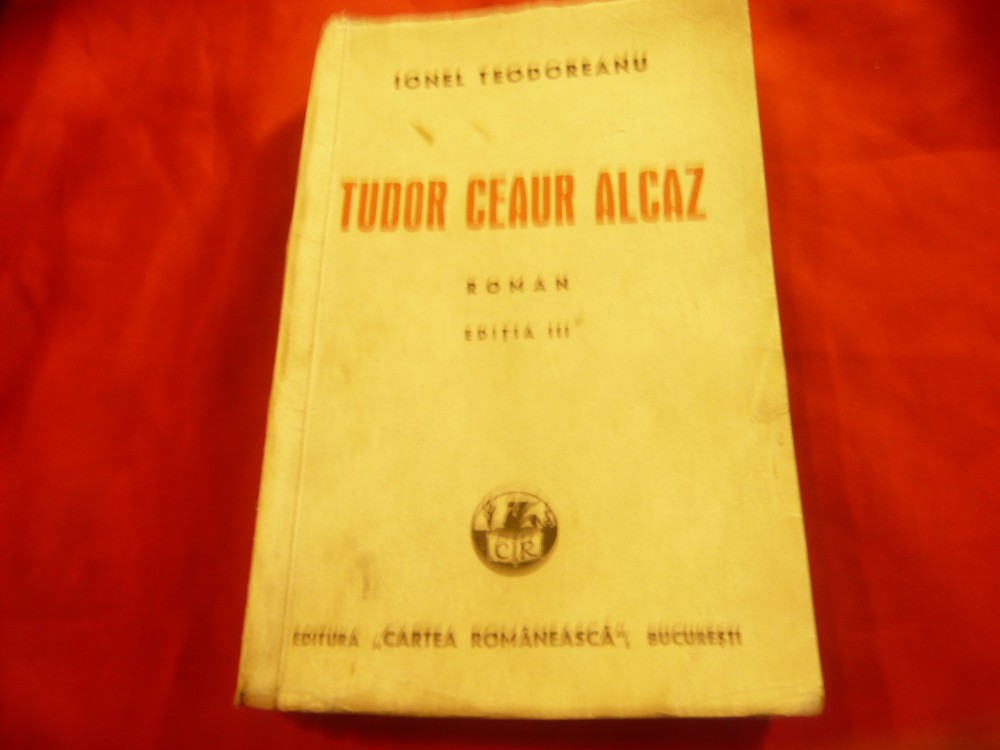 IONEL TEODOREANU
TUDOR CEAUR ALCAZ
ROMAN
EDIȚIA III
CR
EDITURA „CARTEA ROMÂNEASCĂ", BUCUREȘTI